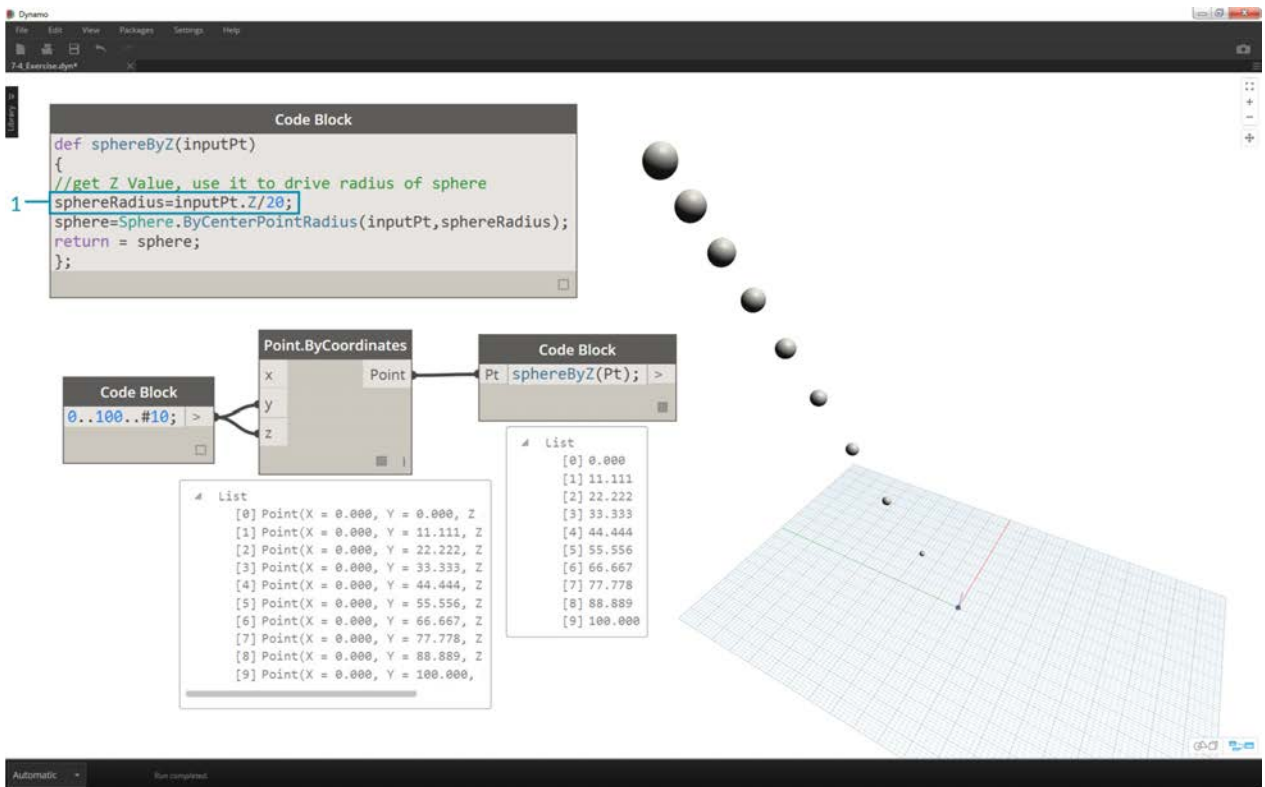 Dynamo
File Edit View Packages Settings Help
7-4_Exercise.dyn*
Library
Code Block
def sphereByZ(inputPt)
{
//get Z Value, use it to drive radius of sphere
1
sphereRadius=inputPt.Z/20;
sphere=Sphere.ByCenterPointRadius(inputPt,sphereRadius);
return = sphere;
};
Code Block
0..100..#10; >
Point.ByCoordinates
x Point
y
z
Code Block
Pt sphereByZ(Pt); >
List
[0] Point(X = 0.000, Y = 0.000, Z
[1] Point(X = 0.000, Y = 11.111, Z
[2] Point(X = 0.000, Y = 22.222, Z
[3] Point(X = 0.000, Y = 33.333, Z
[4] Point(X = 0.000, Y = 44.444, Z
[5] Point(X = 0.000, Y = 55.556, Z
[6] Point(X = 0.000, Y = 66.667, Z
[7] Point(X = 0.000, Y = 77.778, Z
[8] Point(X = 0.000, Y = 88.889, Z
[9] Point(X = 0.000, Y = 100.000,
List
[0] 0.000
[1] 11.111
[2] 22.222
[3] 33.333
[4] 44.444
[5] 55.556
[6] 66.667
[7] 77.778
[8] 88.889
[9] 100.000
Automatic Run completed.